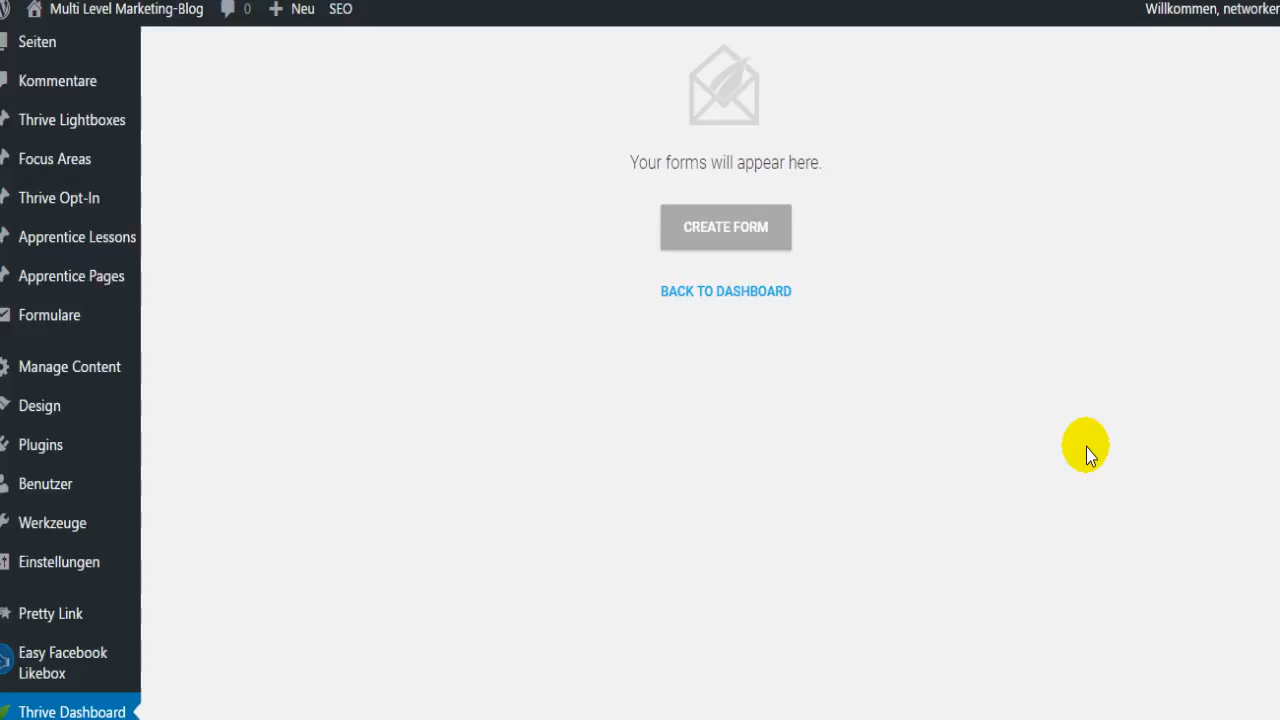 Multi Level Marketing-Blog 0 Neu SEO Willkommen, networker
Seiten
Kommentare
Thrive Lightboxes
Focus Areas
Thrive Opt-In
Apprentice Lessons
Apprentice Pages
Formulare
Manage Content
Design
Plugins
Benutzer
Werkzeuge
Einstellungen
Pretty Link
Easy Facebook
Likebox
Thrive Dashboard
Your forms will appear here.
CREATE FORM
BACK TO DASHBOARD